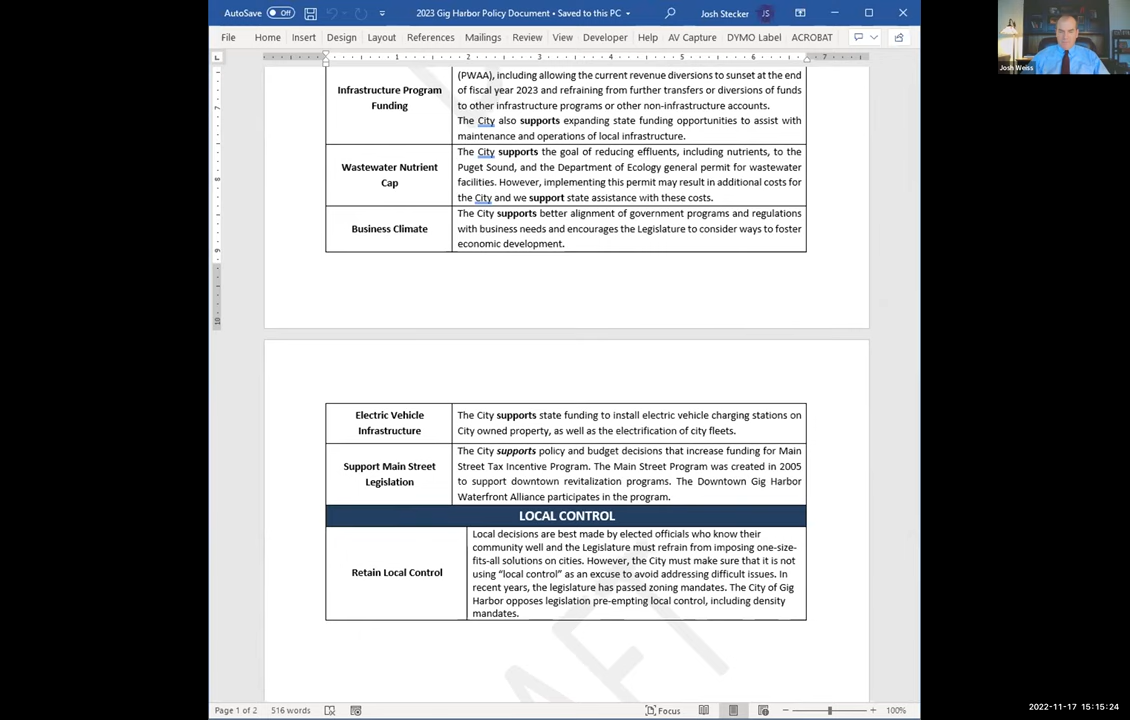 AutoSave Off 2023 Gig Harbor Policy Document • Saved to this PC Josh Stecker JS
File Home Insert Design Layout References Mailings Review View Developer Help AV Capture DYMO Label ACROBAT
Josh Weiss
1 2 3 4 5 6 7
7
8
9
10
Infrastructure Program
Funding
(PWAA), including allowing the current revenue diversions to sunset at the end
of fiscal year 2023 and refraining from further transfers or diversions of funds
to other infrastructure programs or other non-infrastructure accounts.
The City also supports expanding state funding opportunities to assist with
maintenance and operations of local infrastructure.
Wastewater Nutrient
Cap
The City supports the goal of reducing effluents, including nutrients, to the
Puget Sound, and the Department of Ecology general permit for wastewater
facilities. However, implementing this permit may result in additional costs for
the City and we support state assistance with these costs.
Business Climate
The City supports better alignment of government programs and regulations
with business needs and encourages the Legislature to consider ways to foster
economic development.
Electric Vehicle
Infrastructure
The City supports state funding to install electric vehicle charging stations on
City owned property, as well as the electrification of city fleets.
Support Main Street
Legislation
The City supports policy and budget decisions that increase funding for Main
Street Tax Incentive Program. The Main Street Program was created in 2005
to support downtown revitalization programs. The Downtown Gig Harbor
Waterfront Alliance participates in the program.
LOCAL CONTROL
Retain Local Control
Local decisions are best made by elected officials who know their
community well and the Legislature must refrain from imposing one-size-
fits-all solutions on cities. However, the City must make sure that it is not
using “local control” as an excuse to avoid addressing difficult issues. In
recent years, the legislature has passed zoning mandates. The City of Gig
Harbor opposes legislation pre-empting local control, including density
mandates.
Page 1 of 2 516 words Focus 100%
2022-11-17 15:15:24